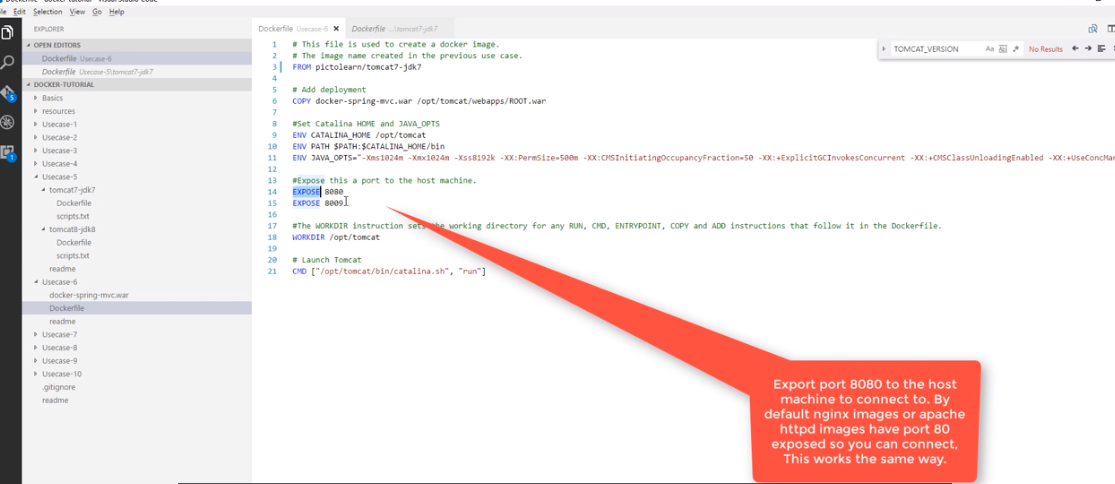 File Edit Selection View Go Help
EXPLORER
OPEN EDITORS
Dockerfile Usecase-6
Dockerfile Usecase-5\tomcat7-jdk7
DOCKER-TUTORIAL
Basics
resources
Usecase-1
Usecase-2
Usecase-3
Usecase-4
Usecase-5
tomcat7-jdk7
Dockerfile
scripts.txt
tomcat8-jdk8
Dockerfile
scripts.txt
readme
Usecase-6
docker-spring-mvc.war
Dockerfile
readme
Usecase-7
Usecase-8
Usecase-9
Usecase-10
.gitignore
readme
5
1
Dockerfile Usecase-6 Dockerfile ...\tomcat7-jdk7
TOMCAT_VERSION Aa Abl .* No Results
1 # This file is used to create a docker image.
2 # The image name created in the previous use case.
3 FROM pictolearn/tomcat7-jdk7
4
5 # Add deployment
6 COPY docker-spring-mvc.war /opt/tomcat/webapps/ROOT.war
7
8 #Set Catalina HOME and JAVA_OPTS
9 ENV CATALINA_HOME /opt/tomcat
10 ENV PATH $PATH:$CATALINA_HOME/bin
11 ENV JAVA_OPTS="-Xms1024m -Xmx1024m -Xss8192k -XX:PermSize=500m -XX:CMSInitiatingOccupancyFraction=50 -XX:+ExplicitGCInvokesConcurrent -XX:+CMSClassUnloadingEnabled -XX:+UseConcMar
12
13 #Expose this a port to the host machine.
14 EXPOSE 8080
15 EXPOSE 8009
16
17 #The WORKDIR instruction sets the working directory for any RUN, CMD, ENTRYPOINT, COPY and ADD instructions that follow it in the Dockerfile.
18 WORKDIR /opt/tomcat
19
20 # Launch Tomcat
21 CMD ["/opt/tomcat/bin/catalina.sh", "run"]
Export port 8080 to the host
machine to connect to. By
default nginx images or apache
httpd images have port 80
exposed so you can connect,
This works the same way.